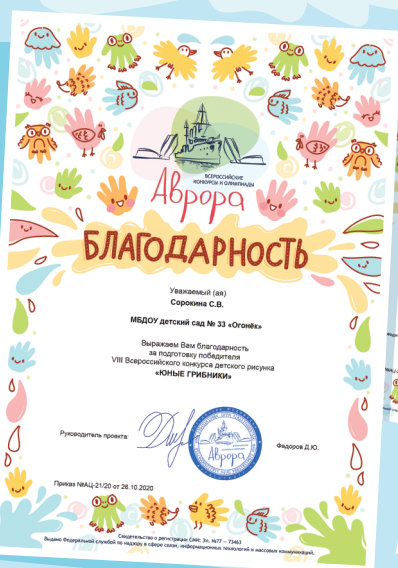 ВСЕРОССИЙСКИЕ
КОНКУРСЫ И ОЛИМПИАДЫ
Аврора
БЛАГОДАРНОСТЬ
Уважаемый (ая)
Сорокина С.В.
МБДОУ детский сад № 33 «Огонёк»
Выражаем Вам благодарность
за подготовку победителя
VIII Всероссийского конкурса детского рисунка
«ЮНЫЕ ГРИБНИКИ»
Руководитель проекта:
Аврора
Федоров Д.Ю.
Приказ №АЦ-21/20 от 26.10.2020
Свидетельство о регистрации СМИ: Эл. №77 – 73463
Выдано Федеральной службой по надзору в сфере связи, информационных технологий и массовых коммуникаций.